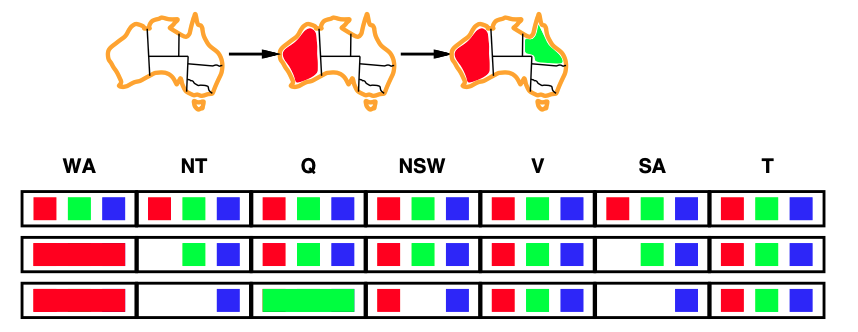 WA NT Q NSW V SA T